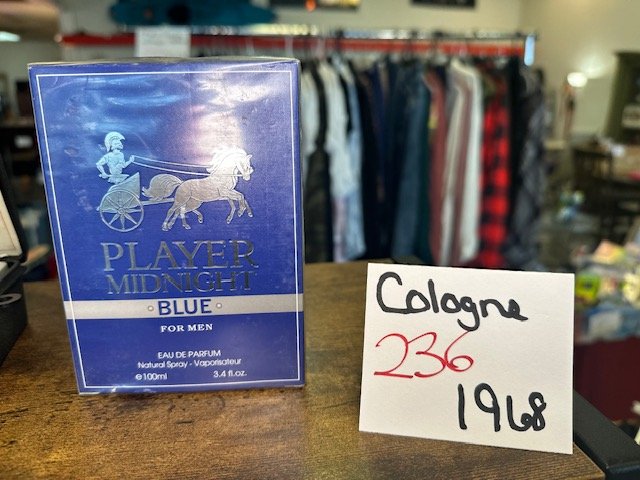 PLAYER
MIDNIGHT
·BLUE·
FOR MEN
EAU DE PARFUM
Natural Spray - Vaporisateur
℮100ml 3.4 fl.oz.
Cologne
236
1968